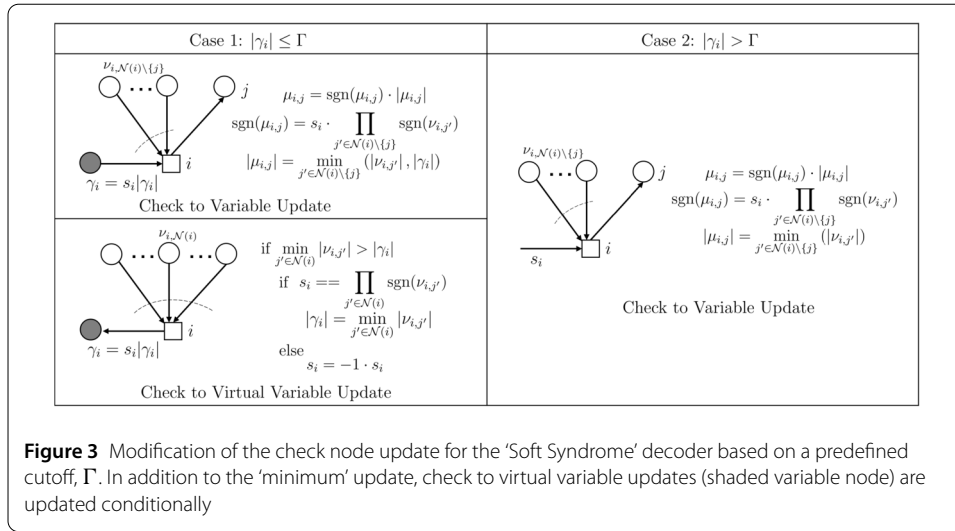 Case 1: |γ_i| ≤ Γ
Case 2: |γ_i| > Γ
ν_{i,𝒩(i)\{j}}
j
i
γ_i = s_i|γ_i|
μ_{i,j} = sgn(μ_{i,j}) · |μ_{i,j}|
sgn(μ_{i,j}) = s_i · ∏_{j′∈𝒩(i)\{j}} sgn(ν_{i,j′})
|μ_{i,j}| = min_{j′∈𝒩(i)\{j}} (|ν_{i,j′}| , |γ_i|)
Check to Variable Update
ν_{i,𝒩(i)}
i
γ_i = s_i|γ_i|
if min_{j′∈𝒩(i)} |ν_{i,j′}| > |γ_i|
if s_i == ∏_{j′∈𝒩(i)} sgn(ν_{i,j′})
|γ_i| = min_{j′∈𝒩(i)} |ν_{i,j′}|
else
s_i = −1 · s_i
Check to Virtual Variable Update
ν_{i,𝒩(i)\{j}}
j
i
s_i
μ_{i,j} = sgn(μ_{i,j}) · |μ_{i,j}|
sgn(μ_{i,j}) = s_i · ∏_{j′∈𝒩(i)\{j}} sgn(ν_{i,j′})
|μ_{i,j}| = min_{j′∈𝒩(i)\{j}} (|ν_{i,j′}|)
Check to Variable Update
Figure 3 Modification of the check node update for the ‘Soft Syndrome’ decoder based on a predefined
cutoff, Γ. In addition to the ‘minimum’ update, check to virtual variable updates (shaded variable node) are
updated conditionally